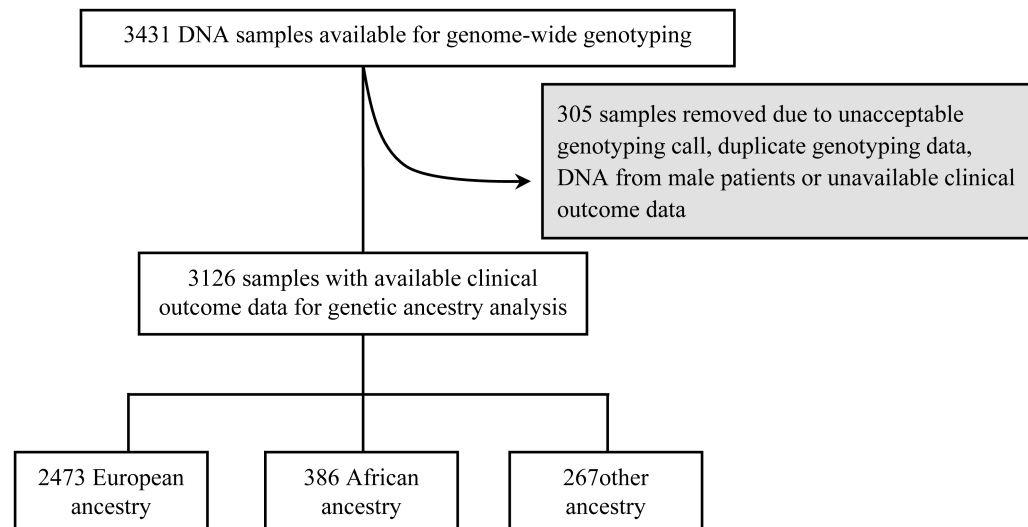 3431 DNA samples available for genome-wide genotyping
305 samples removed due to unacceptable
genotyping call, duplicate genotyping data,
DNA from male patients or unavailable clinical
outcome data
3126 samples with available clinical
outcome data for genetic ancestry analysis
2473 European
ancestry
386 African
ancestry
267other
ancestry